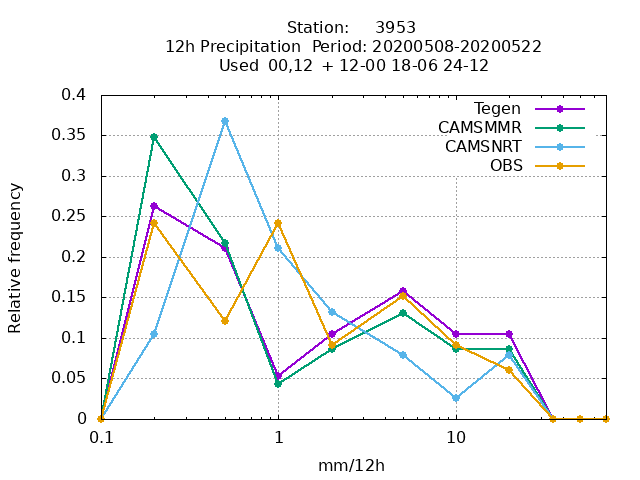 Station: 3953
12h Precipitation Period: 20200508-20200522
Used 00,12 + 12-00 18-06 24-12
Tegen
CAMSMMR
CAMSNRT
OBS
0.4
0.35
0.3
0.25
0.2
0.15
0.1
0.05
0
Relative frequency
0.1 1 10
mm/12h